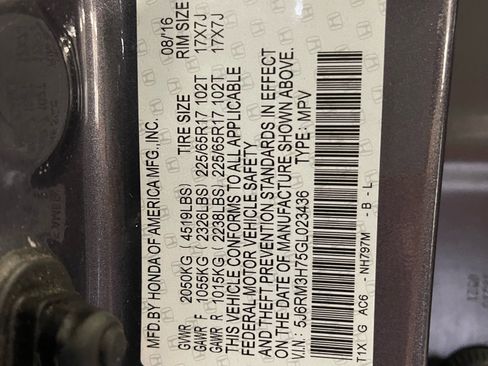 MFD.BY HONDA OF AMERICA MFG.,INC. 08/16
TIRE SIZE RIM SIZE
GVWR 2050KG (4519LBS)
GAWR F 1055KG (2326LBS) 225/65R17 102T 17X7J
GAWR R 1015KG (2238LBS) 225/65R17 102T 17X7J
THIS VEHICLE CONFORMS TO ALL APPLICABLE
FEDERAL MOTOR VEHICLE SAFETY
AND THEFT PREVENTION STANDARDS IN EFFECT
ON THE DATE OF MANUFACTURE SHOWN ABOVE.
V.I.N.: 5J6RM3H75GL023436 TYPE: MPV
T1X G AC6 NH797M - B - L